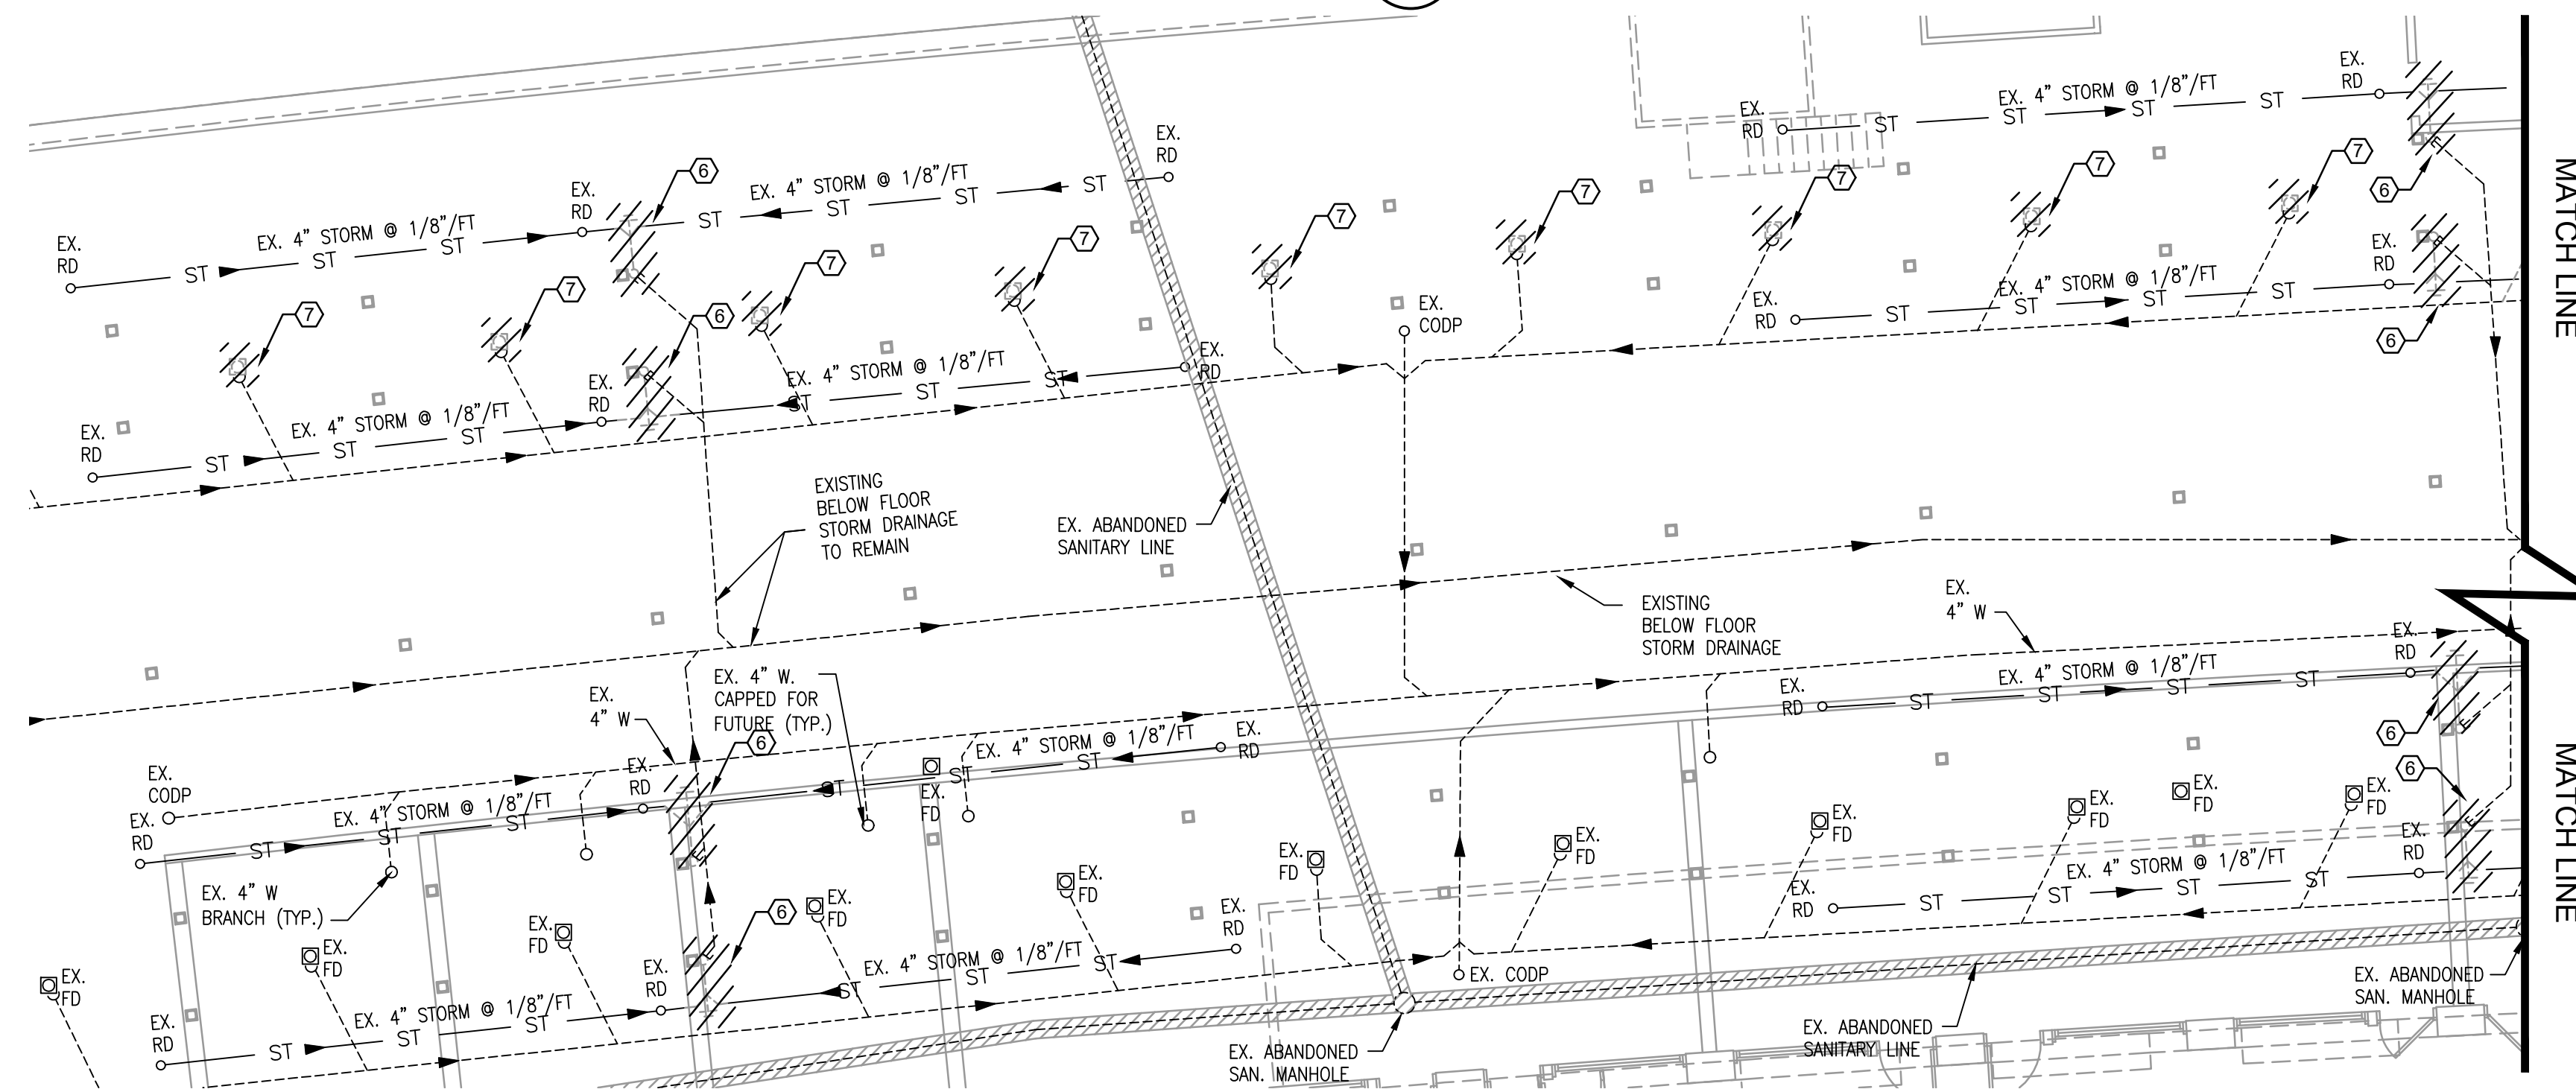 EX.
RD
EX. 4" STORM @ 1/8"/FT
ST
ST
ST
EX.
RD
6
EX. 4" STORM @ 1/8"/FT
ST
ST
ST
ST
EX.
RD
EX.
RD
EX. 4" STORM @ 1/8"/FT
ST
ST
ST
ST
EX.
RD
6
MATCH LINE
7
7
6
7
7
7
7
7
7
7
EX.
RD
EX. 4" STORM @ 1/8"/FT
ST
ST
ST
EX.
RD
EX. 4" STORM @ 1/8"/FT
ST
ST
ST
EX.
RD
EX.
CODP
EX.
RD
EX. 4" STORM @ 1/8"/FT
ST
ST
ST
ST
EX.
RD
6
EXISTING
BELOW FLOOR
STORM DRAINAGE
TO REMAIN
EX. ABANDONED
SANITARY LINE
EXISTING
BELOW FLOOR
STORM DRAINAGE
EX.
4" W
EX.
4" W
EX. 4" W.
CAPPED FOR
FUTURE (TYP.)
6
EX.
CODP
EX.
RD
EX. 4" STORM @ 1/8"/FT
ST
ST
ST
EX.
RD
ST
ST
ST
EX. 4" STORM @ 1/8"/FT
EX.
RD
EX.
FD
EX.
RD
EX. 4" STORM @ 1/8"/FT
ST
ST
ST
ST
EX.
RD
6
6
MATCH LINE
EX. 4" W
BRANCH (TYP.)
EX.
FD
EX.
FD
EX.
FD
EX.
FD
EX.
FD
EX.
FD
EX.
FD
EX.
FD
EX.
FD
EX.
FD
EX.
FD
6
EX.
RD
EX. 4" STORM @ 1/8"/FT
ST
ST
ST
EX.
RD
EX. 4" STORM @ 1/8"/FT
ST
ST
ST
EX.
RD
EX.
RD
EX. 4" STORM @ 1/8"/FT
ST
ST
ST
ST
EX.
RD
EX. CODP
EX. ABANDONED
SAN. MANHOLE
EX. ABANDONED
SANITARY LINE
EX. ABANDONED
SAN. MANHOLE